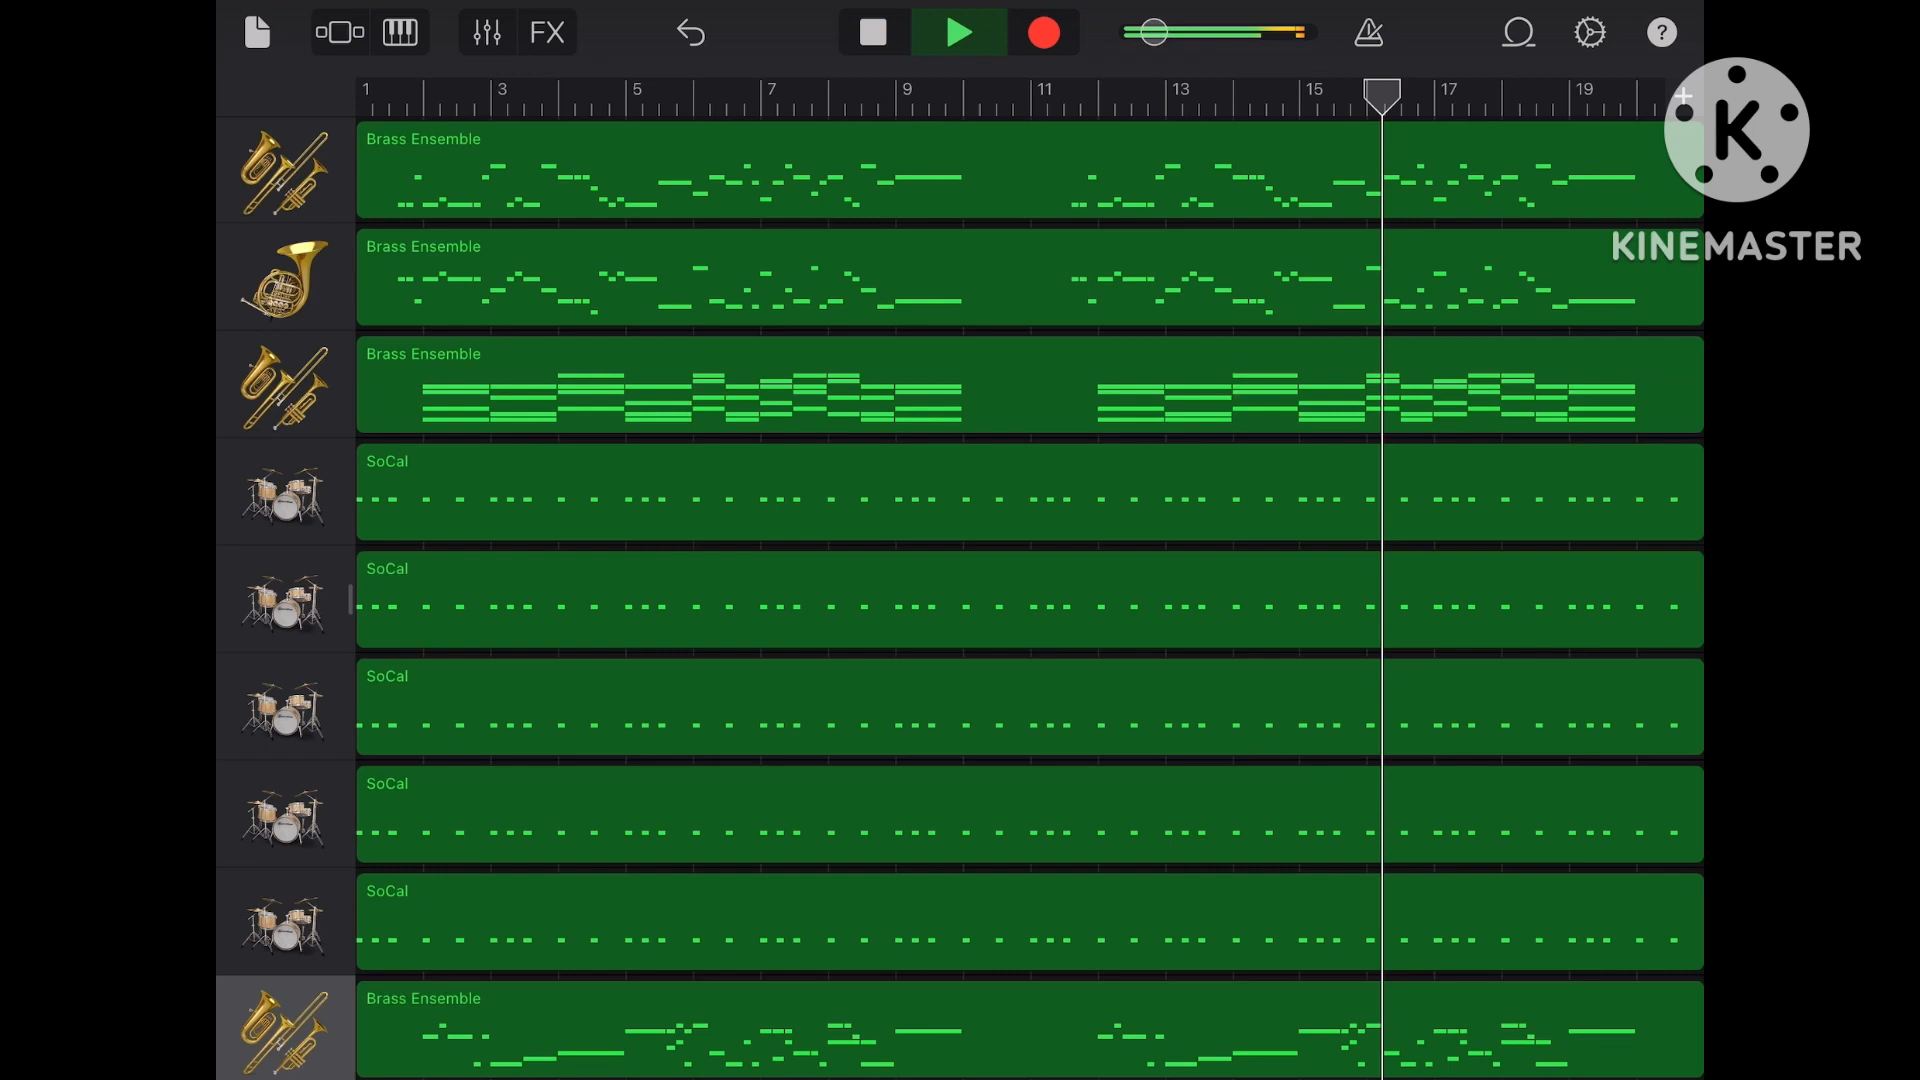 FX
?
1 3 5 7 9 11 13 15 17 19
K
KINEMASTER
Brass Ensemble
Brass Ensemble
Brass Ensemble
SoCal
SoCal
SoCal
SoCal
SoCal
Brass Ensemble